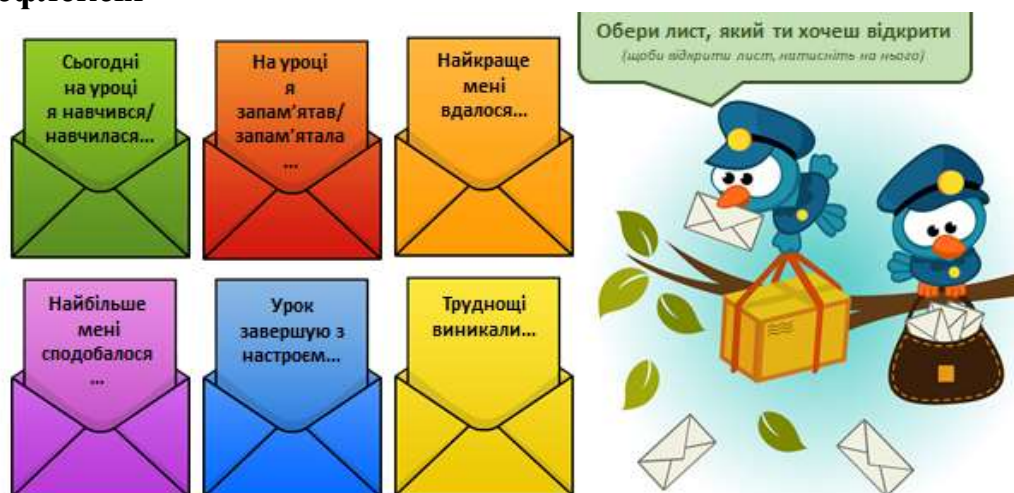 Сьогодні
на уроці
я навчився/
навчилася...
На уроці
я
запам'ятав/
запам'ятала
...
Найкраще
мені
вдалося...
Обери лист, який ти хочеш відкрити
(щоби відкрити лист, натисніть на нього)
Найбільше
мені
сподобалося
...
Урок
завершую з
настроєм...
Труднощі
виникали...